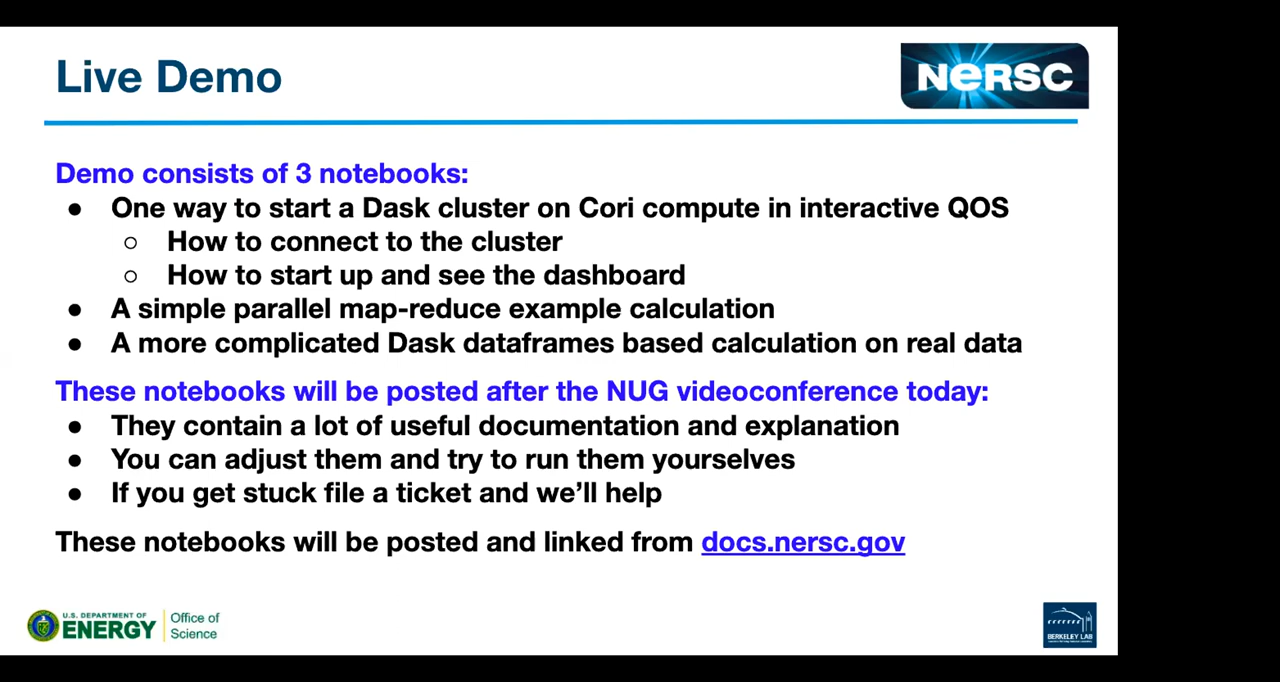 Live Demo
NERSC
Demo consists of 3 notebooks:
● One way to start a Dask cluster on Cori compute in interactive QOS
○ How to connect to the cluster
○ How to start up and see the dashboard
● A simple parallel map-reduce example calculation
● A more complicated Dask dataframes based calculation on real data
These notebooks will be posted after the NUG videoconference today:
● They contain a lot of useful documentation and explanation
● You can adjust them and try to run them yourselves
● If you get stuck file a ticket and we’ll help
These notebooks will be posted and linked from docs.nersc.gov
U.S. DEPARTMENT OF
ENERGY
Office of
Science
BERKELEY LAB